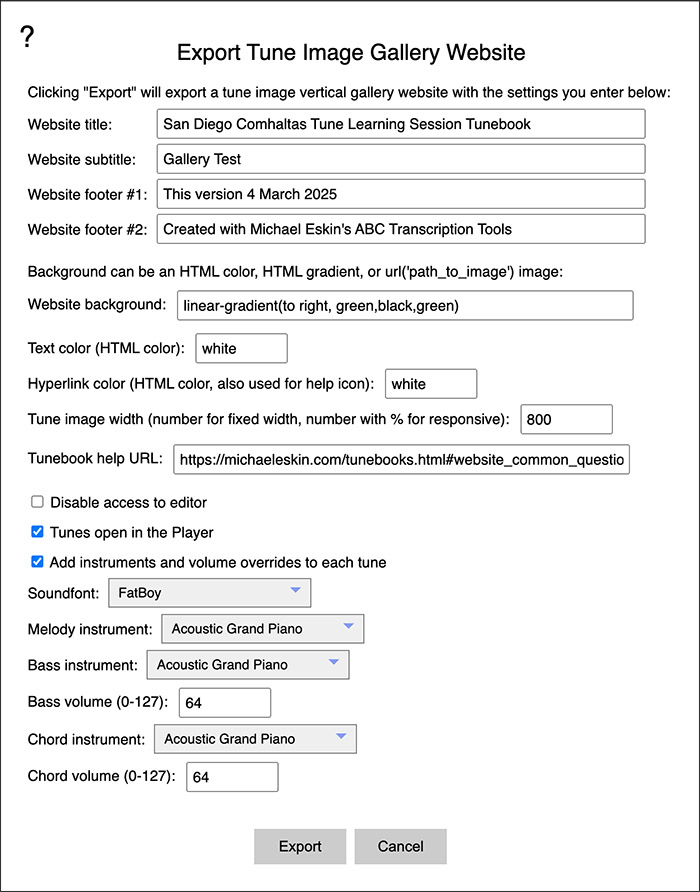 ?
Export Tune Image Gallery Website
Clicking "Export" will export a tune image vertical gallery website with the settings you enter below:
Website title: San Diego Comhaltas Tune Learning Session Tunebook
Website subtitle: Gallery Test
Website footer #1: This version 4 March 2025
Website footer #2: Created with Michael Eskin's ABC Transcription Tools
Background can be an HTML color, HTML gradient, or url('path_to_image') image:
Website background: linear-gradient(to right, green,black,green)
Text color (HTML color): white
Hyperlink color (HTML color, also used for help icon): white
Tune image width (number for fixed width, number with % for responsive): 800
Tunebook help URL: https://michaeleskin.com/tunebooks.html#website_common_questio
Disable access to editor
Tunes open in the Player
Add instruments and volume overrides to each tune
Soundfont: FatBoy
Melody instrument: Acoustic Grand Piano
Bass instrument: Acoustic Grand Piano
Bass volume (0-127): 64
Chord instrument: Acoustic Grand Piano
Chord volume (0-127): 64
Export Cancel